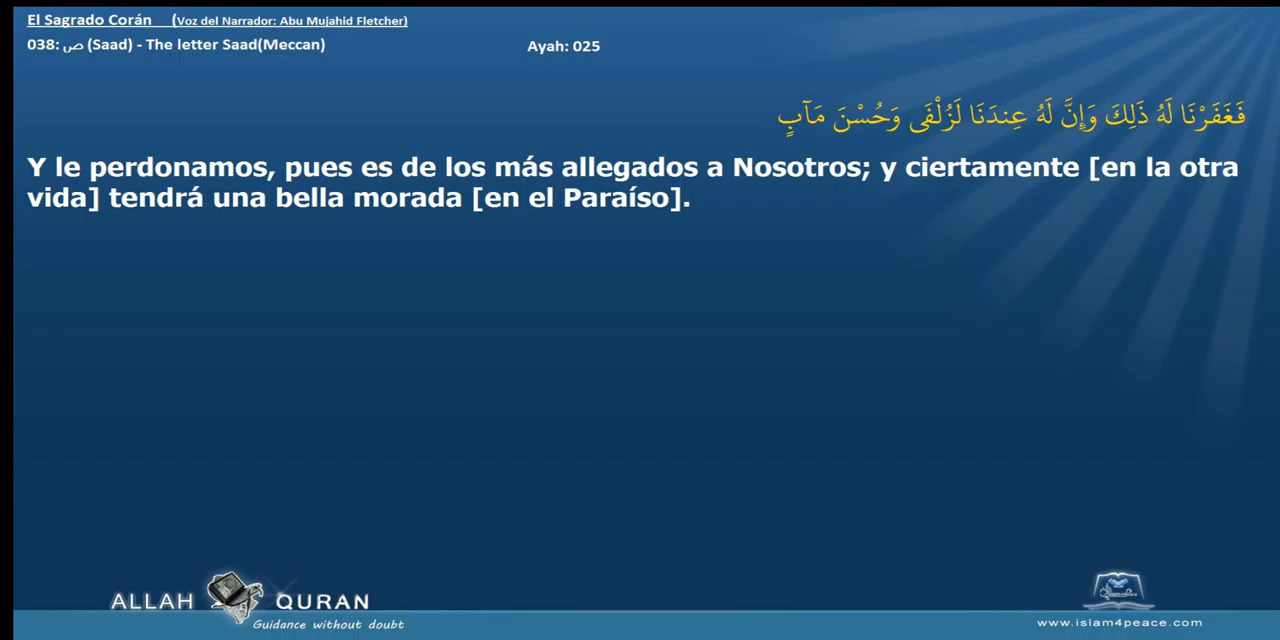 El Sagrado Corán (Voz del Narrador: Abu Mujahid Fletcher)
038: ص (Saad) - The letter Saad(Meccan) Ayah: 025
فَغَفَرْنَا لَهُ ذَلِكَ وَإِنَّ لَهُ عِندَنَا لَزُلْفَى وَحُسْنَ مَآبٍ
Y le perdonamos, pues es de los más allegados a Nosotros; y ciertamente [en la otra
vida] tendrá una bella morada [en el Paraíso].
ALLAH QURAN
Guidance without doubt
www.islam4peace.com